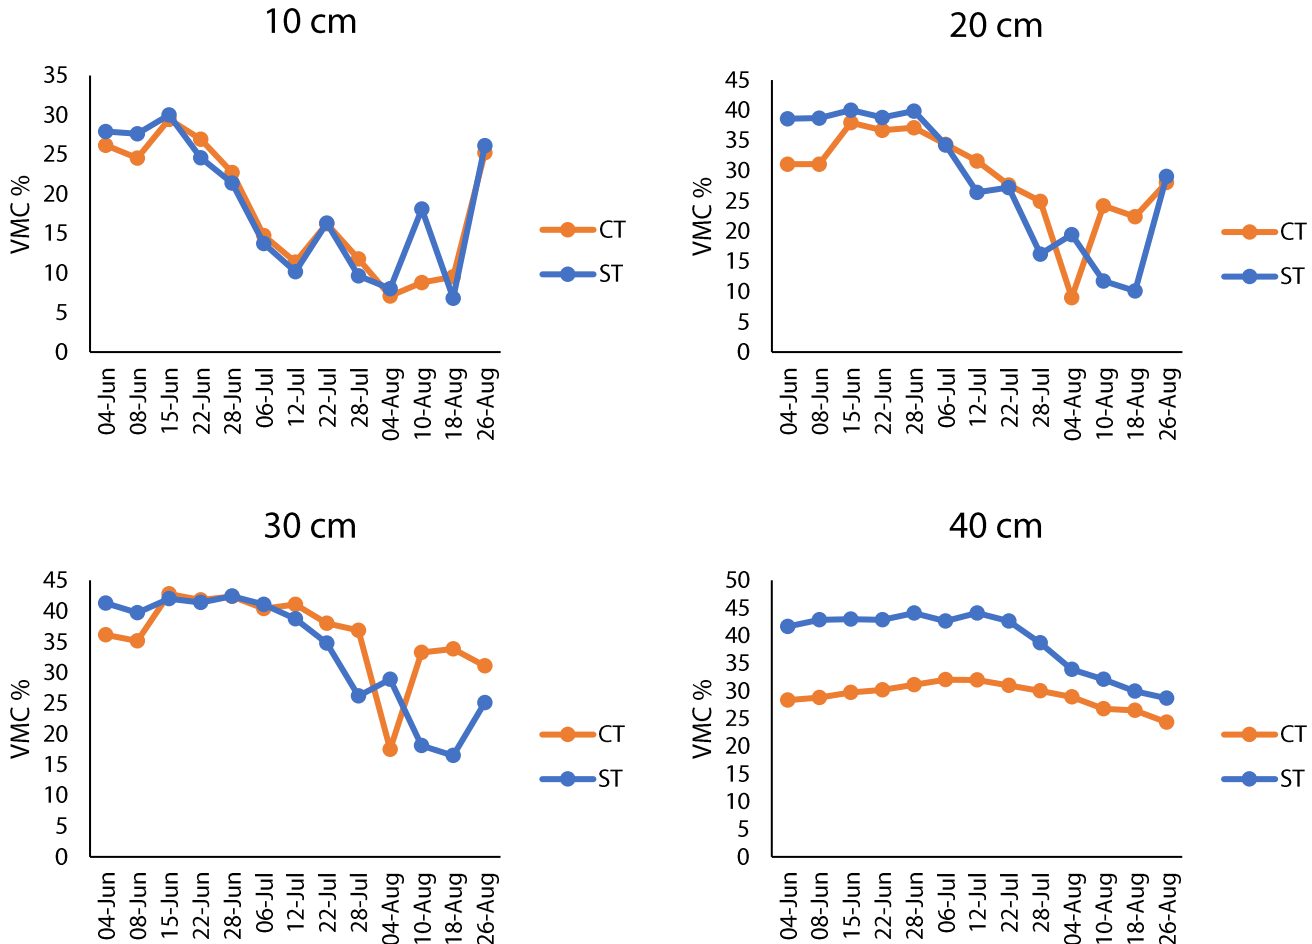 10 cm
VMC %
35
30
25
20
15
10
5
0
04-Jun
08-Jun
15-Jun
22-Jun
28-Jun
06-Jul
12-Jul
22-Jul
28-Jul
04-Aug
10-Aug
18-Aug
26-Aug
CT
ST
20 cm
VMC %
45
40
35
30
25
20
15
10
5
0
04-Jun
08-Jun
15-Jun
22-Jun
28-Jun
06-Jul
12-Jul
22-Jul
28-Jul
04-Aug
10-Aug
18-Aug
26-Aug
CT
ST
30 cm
VMC %
45
40
35
30
25
20
15
10
5
0
04-Jun
08-Jun
15-Jun
22-Jun
28-Jun
06-Jul
12-Jul
22-Jul
28-Jul
04-Aug
10-Aug
18-Aug
26-Aug
CT
ST
40 cm
VMC %
50
45
40
35
30
25
20
15
10
5
0
04-Jun
08-Jun
15-Jun
22-Jun
28-Jun
06-Jul
12-Jul
22-Jul
28-Jul
04-Aug
10-Aug
18-Aug
26-Aug
CT
ST